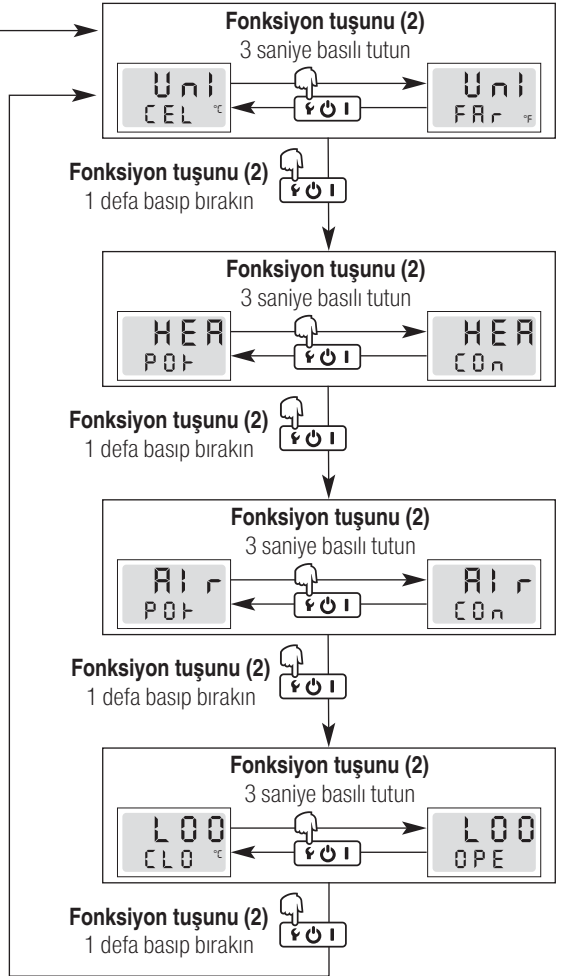 Fonksiyon tuşunu (2)
3 saniye basılı tutun
Unl Unl
CEL °C FAr °F
Fonksiyon tuşunu (2)
1 defa basıp bırakın
Fonksiyon tuşunu (2)
3 saniye basılı tutun
HEA HEA
POt COn
Fonksiyon tuşunu (2)
1 defa basıp bırakın
Fonksiyon tuşunu (2)
3 saniye basılı tutun
AIr AIr
POt COn
Fonksiyon tuşunu (2)
1 defa basıp bırakın
Fonksiyon tuşunu (2)
3 saniye basılı tutun
LOO LOO
CLO °C OPE
Fonksiyon tuşunu (2)
1 defa basıp bırakın